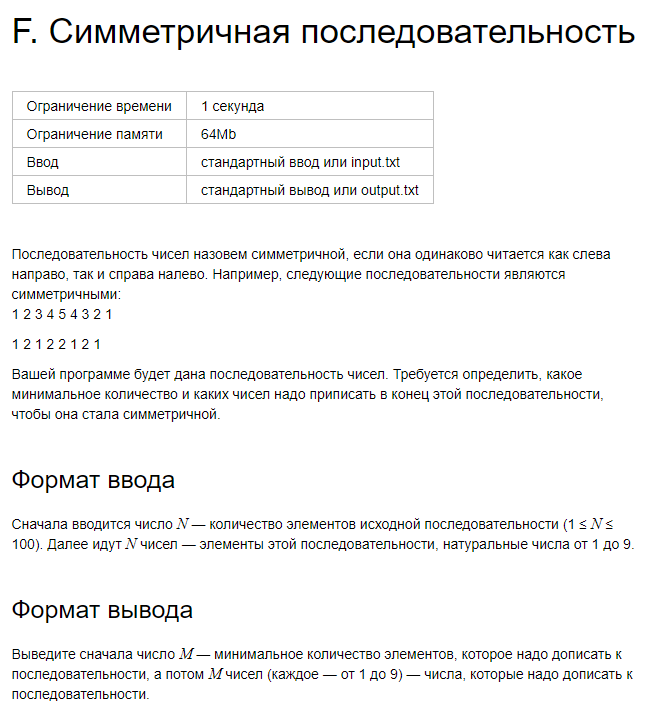 F. Симметричная последовательность
Ограничение времени 1 секунда
Ограничение памяти 64Mb
Ввод стандартный ввод или input.txt
Вывод стандартный вывод или output.txt
Последовательность чисел назовем симметричной, если она одинаково читается как слева
направо, так и справа налево. Например, следующие последовательности являются
симметричными:
1 2 3 4 5 4 3 2 1
1 2 1 2 2 1 2 1
Вашей программе будет дана последовательность чисел. Требуется определить, какое
минимальное количество и каких чисел надо приписать в конец этой последовательности,
чтобы она стала симметричной.
Формат ввода
Сначала вводится число N — количество элементов исходной последовательности (1 ≤ N ≤
100). Далее идут N чисел — элементы этой последовательности, натуральные числа от 1 до 9.
Формат вывода
Выведите сначала число M — минимальное количество элементов, которое надо дописать к
последовательности, а потом M чисел (каждое — от 1 до 9) — числа, которые надо дописать к
последовательности.